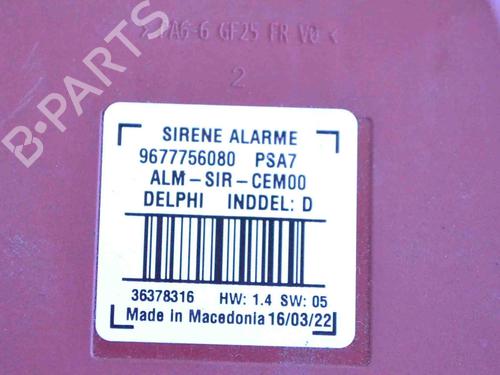 > PA6-6 GF25 FR V0 <
2
SIRENE ALARME
9677756080 PSA7
ALM-SIR-CEM00
DELPHI INDDEL: D
36378316 HW: 1.4 SW: 05
Made in Macedonia 16/03/22
B-PARTS